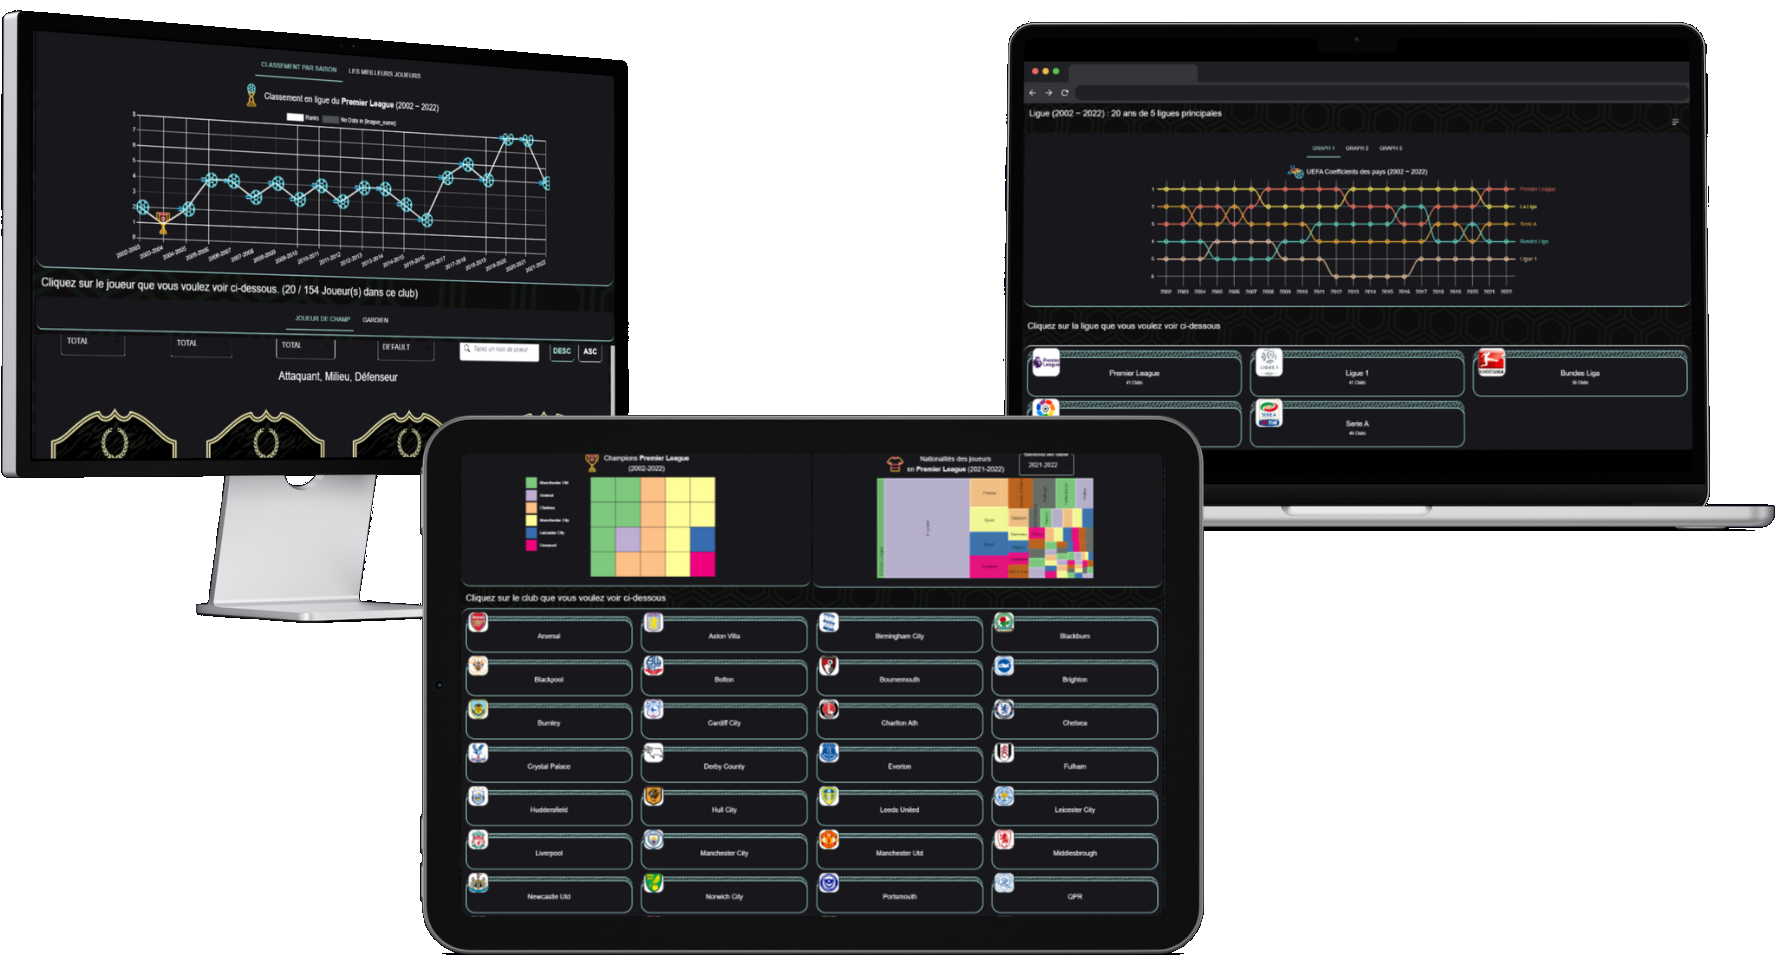 CLASSEMENT PAR SAISON
LES MEILLEURS JOUEURS
Classement en ligue du Premier League (2002 – 2022)
Ranks
No Data in (league_name)
8
7
6
5
4
3
2
1
0
2002-2003
2003-2004
2004-2005
2005-2006
2006-2007
2007-2008
2008-2009
2009-2010
2010-2011
2011-2012
2012-2013
2013-2014
2014-2015
2015-2016
2016-2017
2017-2018
2018-2019
2019-2020
2020-2021
2021-2022
Cliquez sur le joueur que vous voulez voir ci-dessous. (20 / 154 Joueur(s) dans ce club)
JOUEUR DE CHAMP
GARDIEN
TOTAL
TOTAL
TOTAL
DEFAULT
Tapez un nom de joueur
DESC
ASC
Attaquant, Milieu, Défenseur
Ligue (2002 – 2022) : 20 ans de 5 ligues principales
GRAPH 1
GRAPH 2
GRAPH 3
UEFA Coefficients des pays (2002 – 2022)
1
2
3
4
5
6
Premier League
La Liga
Serie A
Bundes Liga
Ligue 1
2002 2003 2004 2005 2006 2007 2008 2009 2010 2011 2012 2013 2014 2015 2016 2017 2018 2019 2020 2021 2022
Cliquez sur la ligue que vous voulez voir ci-dessous
Premier League
41 Clubs
Ligue 1
41 Clubs
Bundes Liga
36 Clubs
Serie A
46 Clubs
Champions Premier League
(2002-2022)
Manchester Utd
Arsenal
Chelsea
Manchester City
Leicester City
Liverpool
Nationalités des joueurs
en Premier League (2021-2022)
2021-2022
France
Spain
Brazil
Portugal
Cliquez sur le club que vous voulez voir ci-dessous
Arsenal
Aston Villa
Birmingham City
Blackburn
Blackpool
Bolton
Bournemouth
Brighton
Burnley
Cardiff City
Charlton Ath
Chelsea
Crystal Palace
Derby County
Everton
Fulham
Huddersfield
Hull City
Leeds United
Leicester City
Liverpool
Manchester City
Manchester Utd
Middlesbrough
Newcastle Utd
Norwich City
Portsmouth
QPR